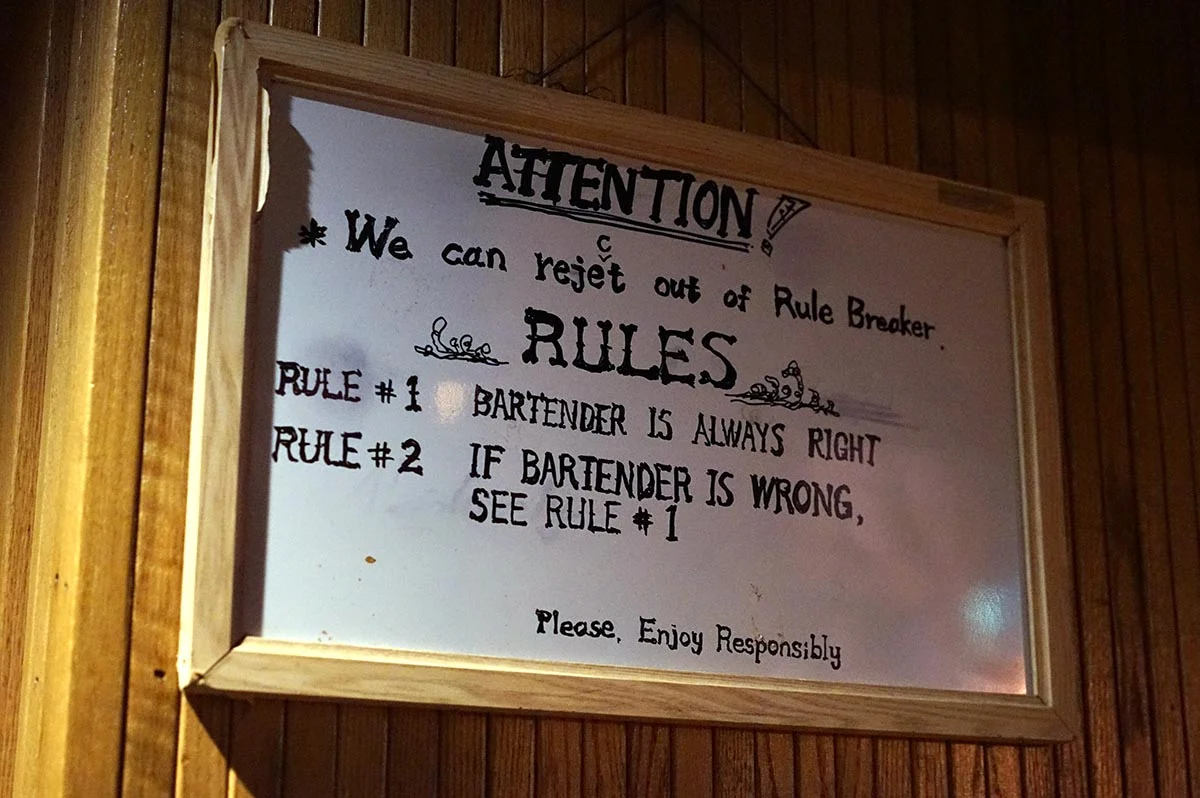 ATTENTION!
* We can reject out of Rule Breaker.
RULES
RULE #1 BARTENDER IS ALWAYS RIGHT
RULE #2 IF BARTENDER IS WRONG,
SEE RULE #1
Please, Enjoy Responsibly